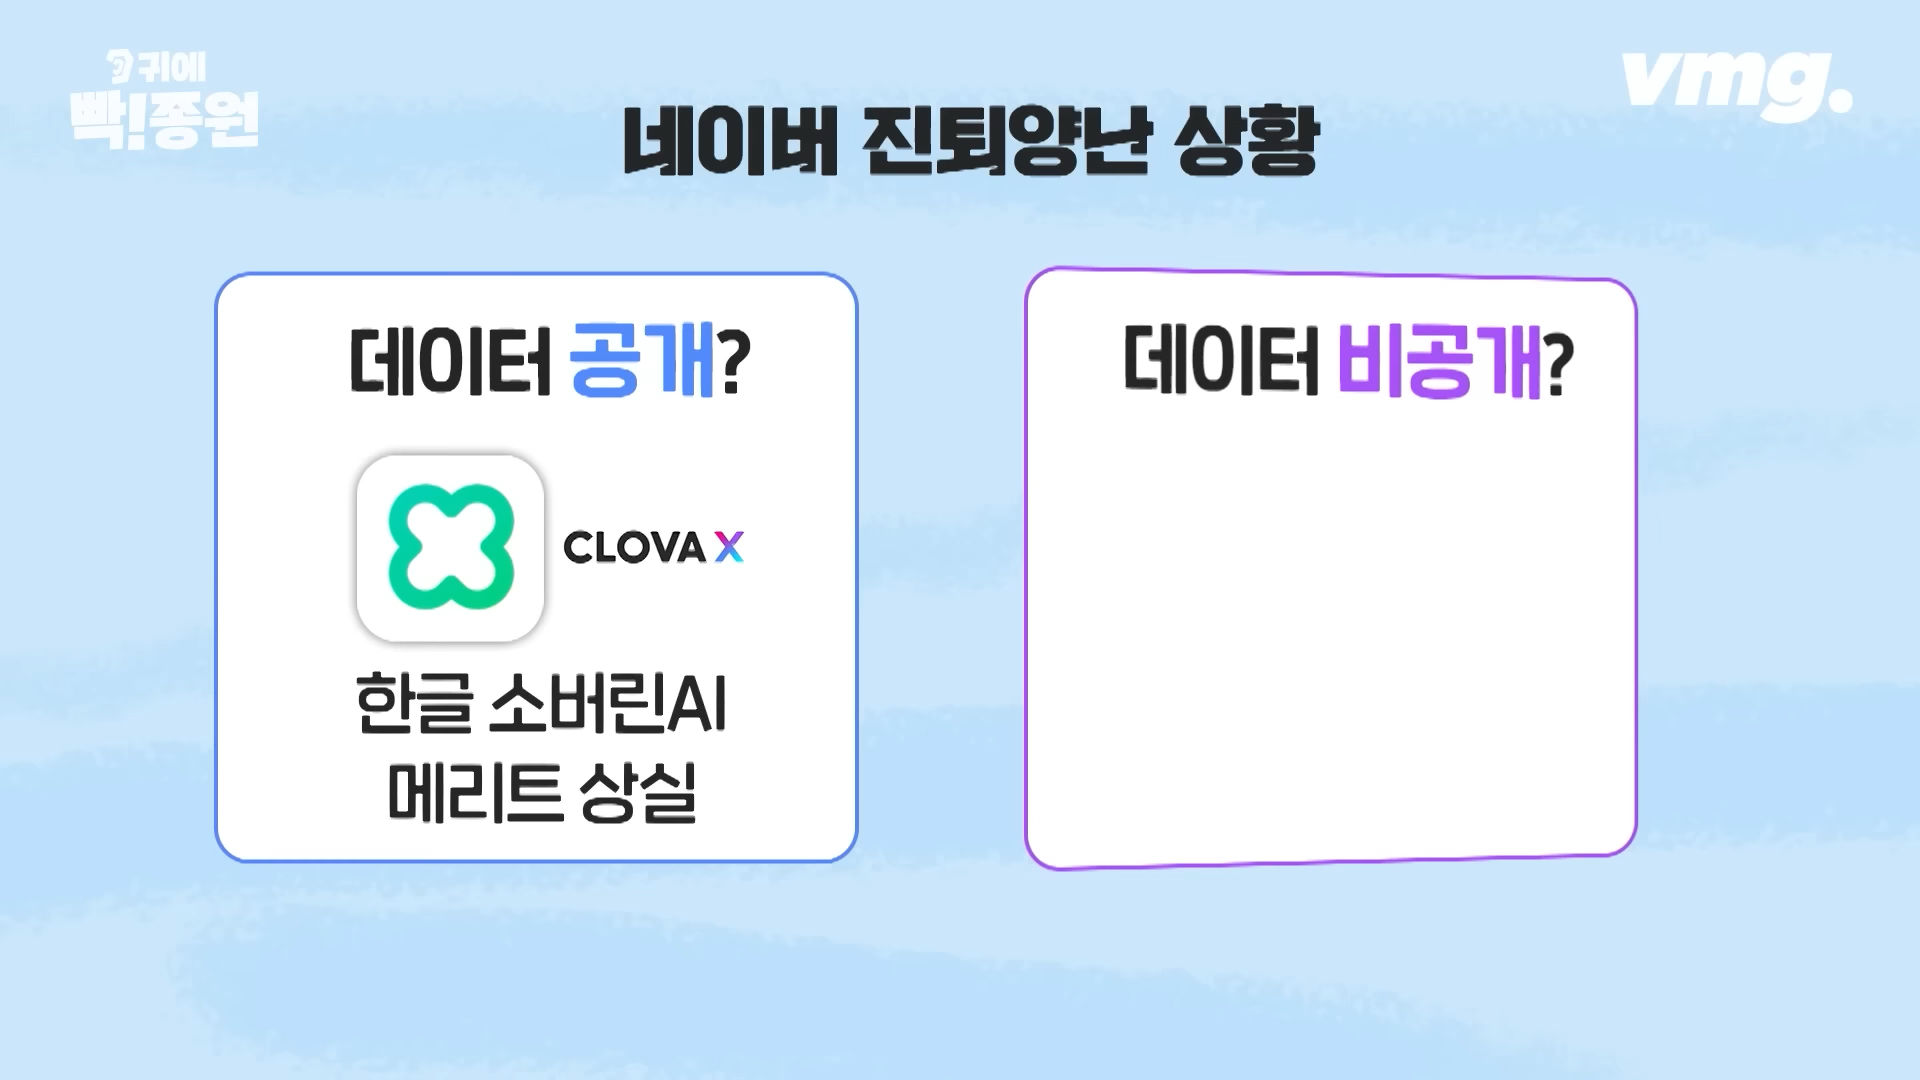 귀에
빡!종원
vmg.
네이버 진퇴양난 상황
데이터 공개?
CLOVA X
한글 소버린AI
메리트 상실
데이터 비공개?